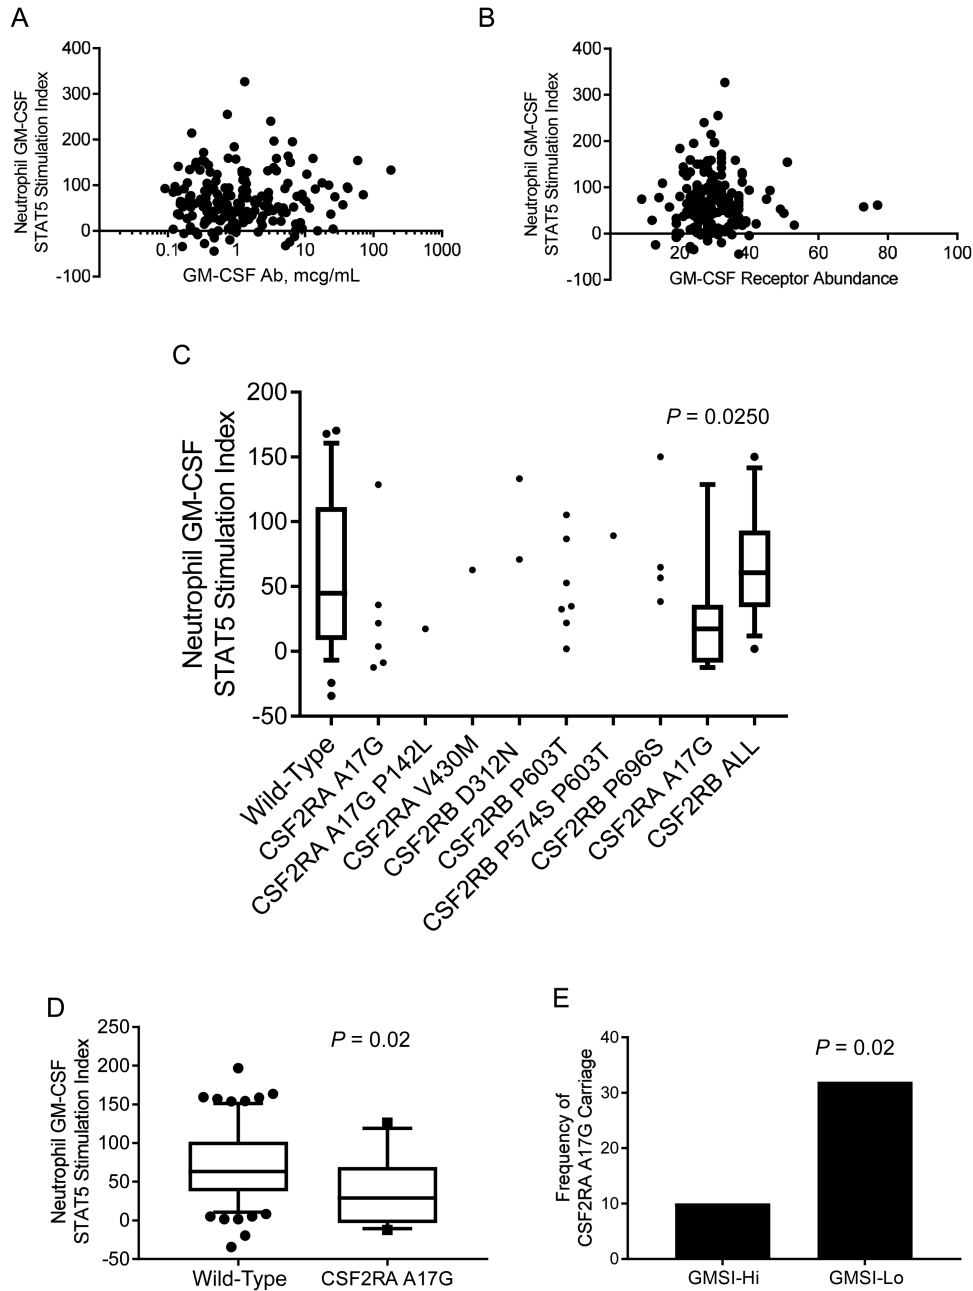 A
Neutrophil GM-CSF
STAT5 Stimulation Index
400
300
200
100
0
-100
0.1
1
10
100
1000
GM-CSF Ab, mcg/mL
B
Neutrophil GM-CSF
STAT5 Stimulation Index
400
300
200
100
0
-100
20
40
60
80
100
GM-CSF Receptor Abundance
C
Neutrophil GM-CSF
STAT5 Stimulation Index
200
150
100
50
0
-50
P = 0.0250
Wild-Type
CSF2RA A17G
CSF2RA A17G P142L
CSF2RA V430M
CSF2RB D312N
CSF2RB P603T
CSF2RB P574S P603T
CSF2RB P696S
CSF2RA A17G
CSF2RB ALL
D
Neutrophil GM-CSF
STAT5 Stimulation Index
250
200
150
100
50
0
-50
P = 0.02
Wild-Type
CSF2RA A17G
E
Frequency of
CSF2RA A17G Carriage
40
30
20
10
0
P = 0.02
GMSI-Hi
GMSI-Lo